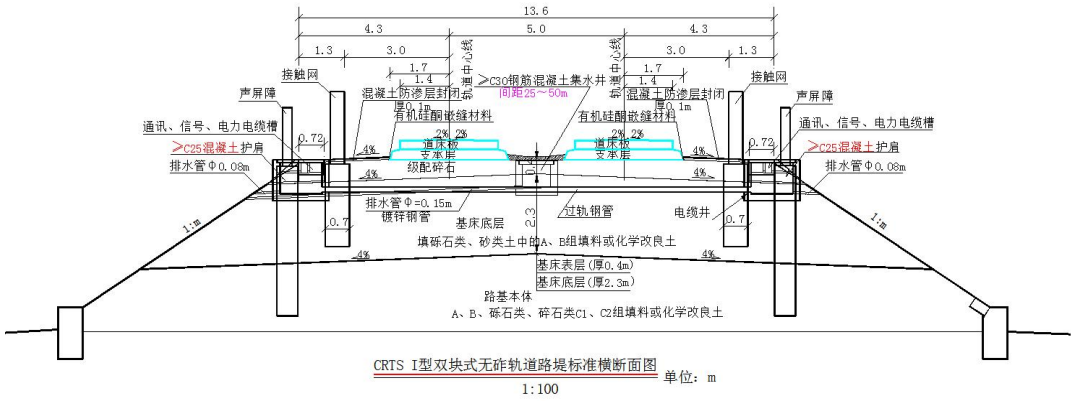 13.6
4.3 5.0 4.3
1.3 3.0 3.0 1.3
1.7 1.7
1.4 1.4
轨道中心线 轨道中心线
接触网 ≥C30钢筋混凝土集水井 接触网
间距25～50m
声屏障 混凝土防渗层封闭 混凝土防渗层封闭 声屏障
厚0.1m 厚0.1m
有机硅酮嵌缝材料 有机硅酮嵌缝材料
通讯、信号、电力电缆槽 通讯、信号、电力电缆槽
0.72 2% 2% 2% 2% 0.72
≥C25混凝土护肩 道床板 道床板 ≥C25混凝土护肩
4% 支承层 支承层 4%
排水管Φ0.08m 级配碎石 排水管Φ0.08m
4% 4%
排水管Φ=0.15m 过轨钢管 电缆井
镀锌钢管
0.7 基床底层 2.3 0.7
1:m 1:m
填砾石类、砂类土中的A、B组填料或化学改良土
4% 4%
基床表层(厚0.4m)
基床底层(厚2.3m)
路基本体
A、B、砾石类、碎石类C1、C2组填料或化学改良土
CRTS I型双块式无砟轨道路堤标准横断面图 单位：m
1:100